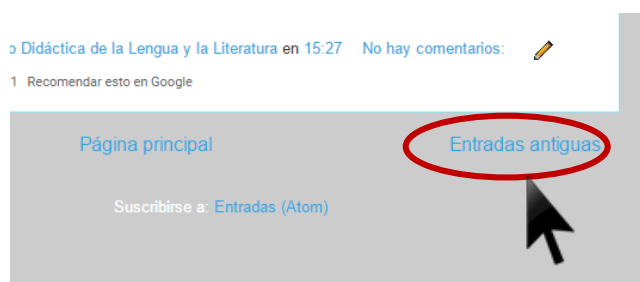 o Didáctica de la Lengua y la Literatura en 15:27 No hay comentarios:
1 Recomendar esto en Google
Página principal Entradas antiguas
Suscribirse a: Entradas (Atom)